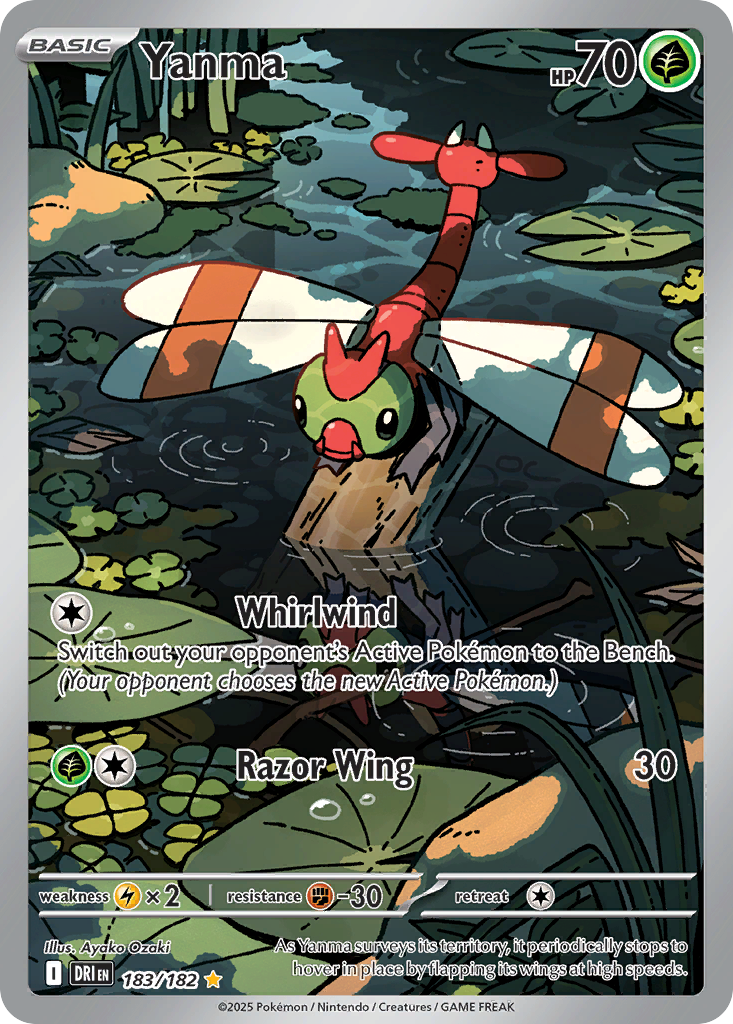 BASIC Yanma HP70
Whirlwind
Switch out your opponent's Active Pokémon to the Bench.
(Your opponent chooses the new Active Pokémon.)
Razor Wing 30
weakness ×2 resistance -30 retreat
Illus. Ayako Ozaki
As Yanma surveys its territory, it periodically stops to
hover in place by flapping its wings at high speeds.
I DRI EN 183/182
©2025 Pokémon / Nintendo / Creatures / GAME FREAK